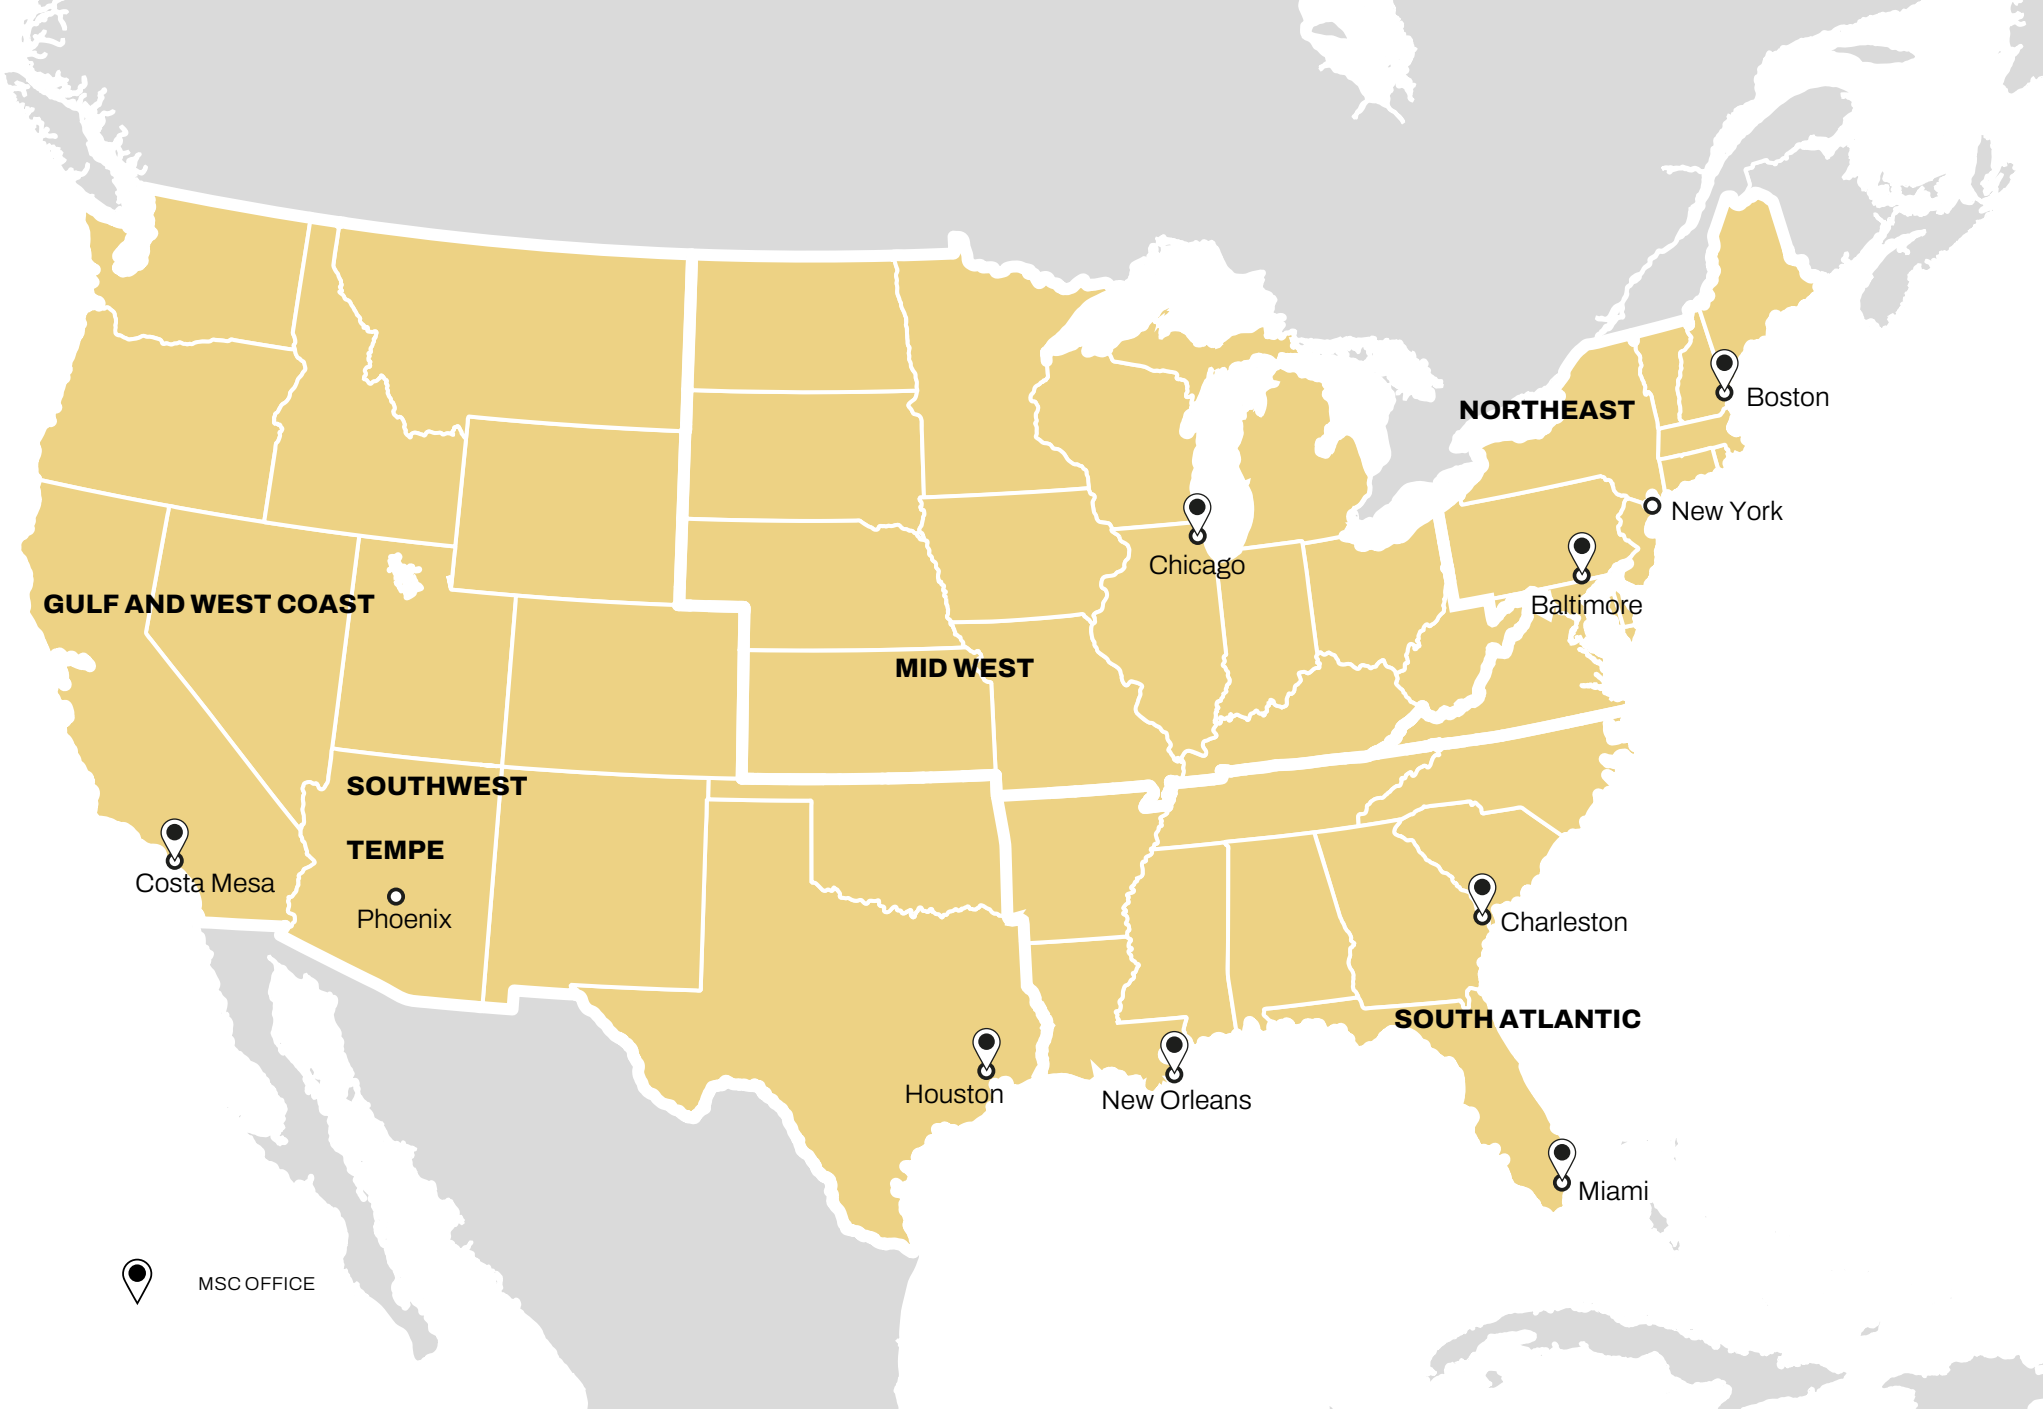 NORTHEAST
Boston
New York
Chicago
Baltimore
GULF AND WEST COAST
MID WEST
SOUTHWEST
TEMPE
Costa Mesa
Phoenix
Charleston
SOUTH ATLANTIC
Houston
New Orleans
Miami
MSC OFFICE